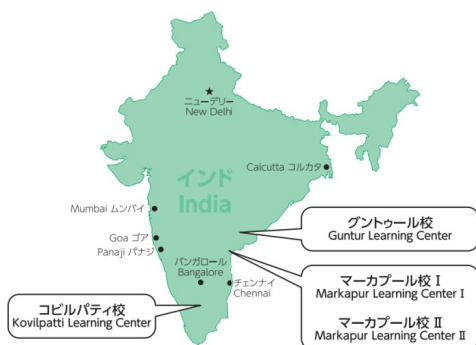 ニューデリー
New Delhi
Calcutta コルカタ
インド
India
Mumbai ムンバイ
Goa ゴア
Panaji パナジ
バンガロール
Bangalore
チェンナイ
Chennai
グントゥール校
Guntur Learning Center
マーカプール校 I
Markapur Learning Center I
マーカプール校 II
Markapur Learning Center II
コビルパティ校
Kovilpatti Learning Center